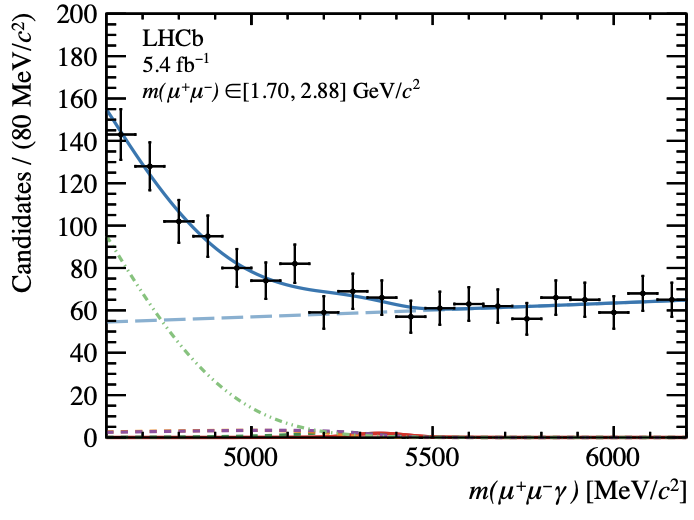 Candidates / (80 MeV/c²)
200
180
160
140
120
100
80
60
40
20
0
LHCb
5.4 fb⁻¹
m(μ⁺μ⁻) ∈[1.70, 2.88] GeV/c²
5000 5500 6000
m(μ⁺μ⁻γ) [MeV/c²]